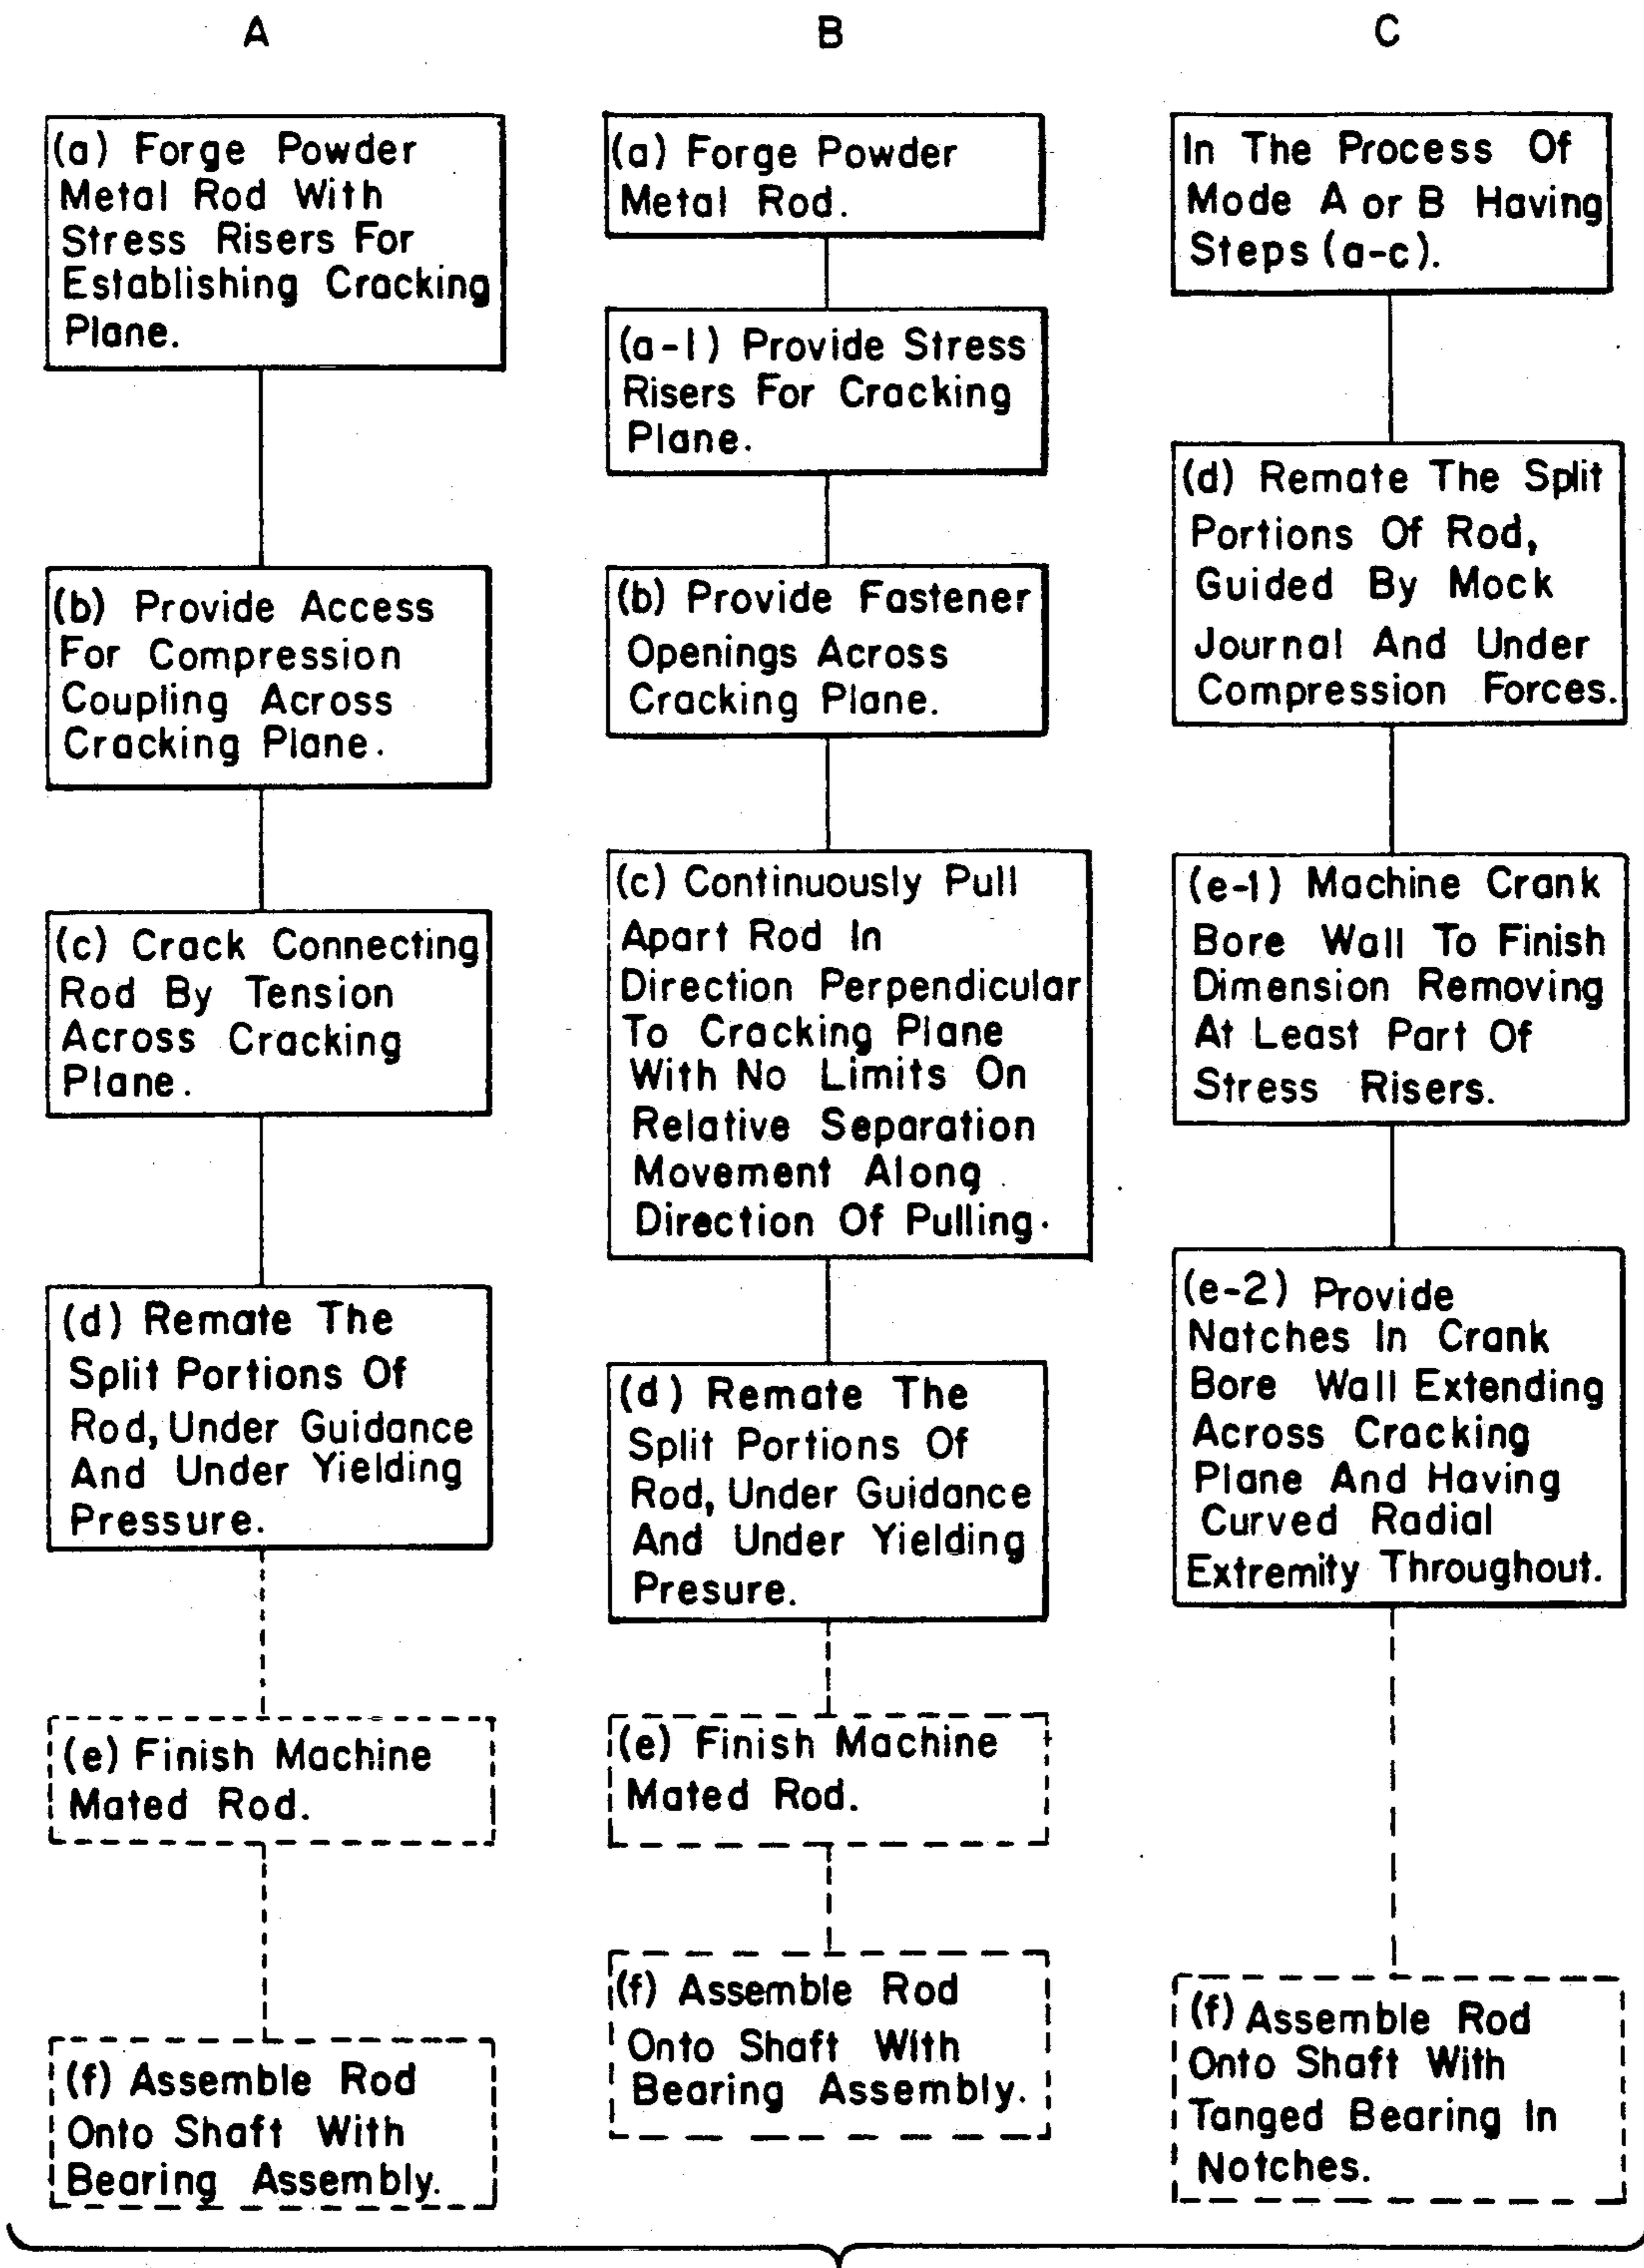 A
B
C
(a) Forge Powder
Metal Rod With
Stress Risers For
Establishing Cracking
Plane.
(b) Provide Access
For Compression
Coupling Across
Cracking Plane.
(c) Crack Connecting
Rod By Tension
Across Cracking
Plane.
(d) Remate The
Split Portions Of
Rod, Under Guidance
And Under Yielding
Pressure.
(e) Finish Machine
Mated Rod.
(f) Assemble Rod
Onto Shaft With
Bearing Assembly.
(a) Forge Powder
Metal Rod.
(a-1) Provide Stress
Risers For Cracking
Plane.
(b) Provide Fastener
Openings Across
Cracking Plane.
(c) Continuously Pull
Apart Rod In
Direction Perpendicular
To Cracking Plane
With No Limits On
Relative Separation
Movement Along
Direction Of Pulling.
(d) Remate The
Split Portions Of
Rod, Under Guidance
And Under Yielding
Presure.
(e) Finish Machine
Mated Rod.
(f) Assemble Rod
Onto Shaft With
Bearing Assembly.
In The Process Of
Mode A or B Having
Steps (a-c).
(d) Remate The Split
Portions Of Rod,
Guided By Mock
Journal And Under
Compression Forces.
(e-1) Machine Crank
Bore Wall To Finish
Dimension Removing
At Least Part Of
Stress Risers.
(e-2) Provide
Natches In Crank
Bore Wall Extending
Across Cracking
Plane And Having
Curved Radial
Extremity Throughout.
(f) Assemble Rod
Onto Shaft With
Tanged Bearing In
Notches.